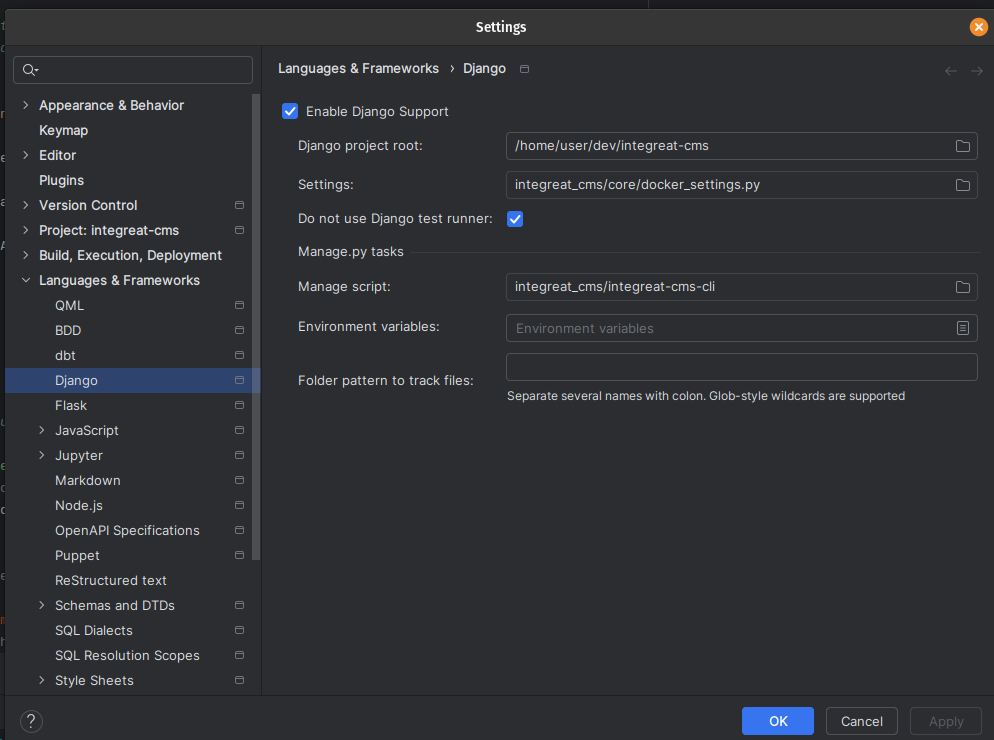 Settings
Languages & Frameworks › Django
Appearance & Behavior
Keymap
Editor
Plugins
Version Control
Project: integreat-cms
Build, Execution, Deployment
Languages & Frameworks
QML
BDD
dbt
Django
Flask
JavaScript
Jupyter
Markdown
Node.js
OpenAPI Specifications
Puppet
ReStructured text
Schemas and DTDs
SQL Dialects
SQL Resolution Scopes
Style Sheets
Enable Django Support
Django project root: /home/user/dev/integreat-cms
Settings: integreat_cms/core/docker_settings.py
Do not use Django test runner:
Manage.py tasks
Manage script: integreat_cms/integreat-cms-cli
Environment variables: Environment variables
Folder pattern to track files:
Separate several names with colon. Glob-style wildcards are supported
?
OK
Cancel
Apply